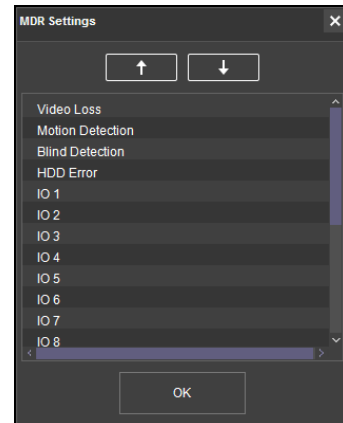 MDR Settings
Video Loss
Motion Detection
Blind Detection
HDD Error
IO 1
IO 2
IO 3
IO 4
IO 5
IO 6
IO 7
IO 8
OK